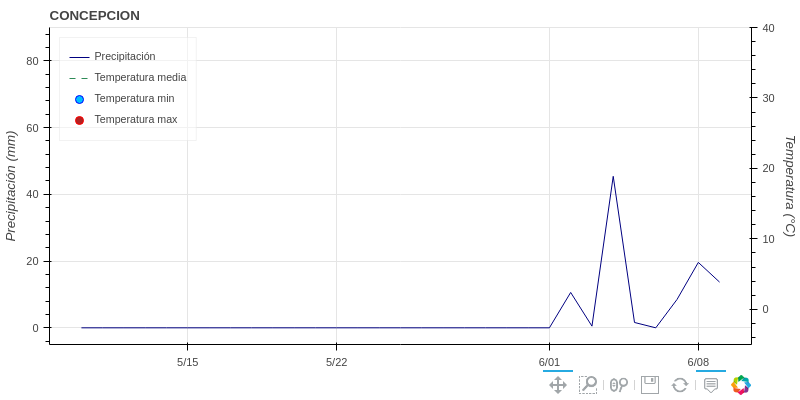 CONCEPCION
Precipitación
Temperatura media
Temperatura min
Temperatura max
Precipitación (mm)
80
60
40
20
0
Temperatura (°C)
40
30
20
10
0
5/15
5/22
6/01
6/08